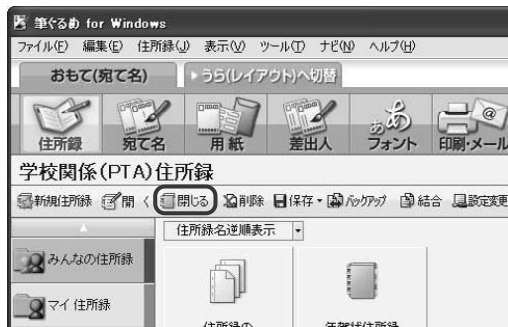 筆ぐるめ for Windows
ファイル(F) 編集(E) 住所録(J) 表示(V) ツール(T) ナビ(N) ヘルプ(H)
おもて(宛て名) うら(レイアウト)へ切替
住所録 宛て名 用紙 差出人 フォント 印刷・メール
学校関係(PTA)住所録
新規住所録 開く 閉じる 削除 保存 バックアップ 結合 設定変更
住所録名逆順表示
みんなの住所録
マイ 住所録
住所録の 年賀状住所録